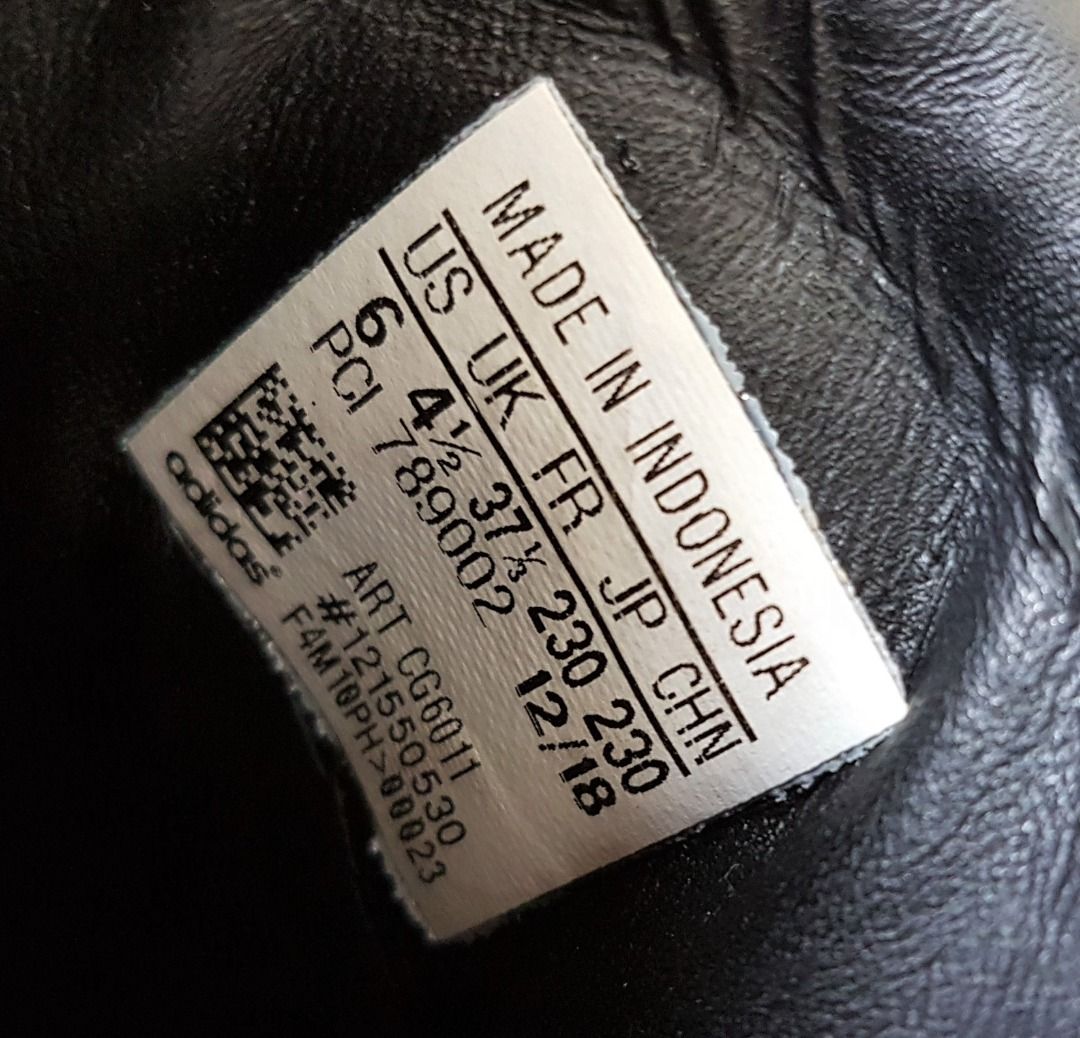 MADE IN INDONESIA
US UK FR JP CHN
6 4½ 37⅓ 230 230
PCI 789002 12/18
ART CG6011
#1215550530
F4M10PH>00023
adidas®